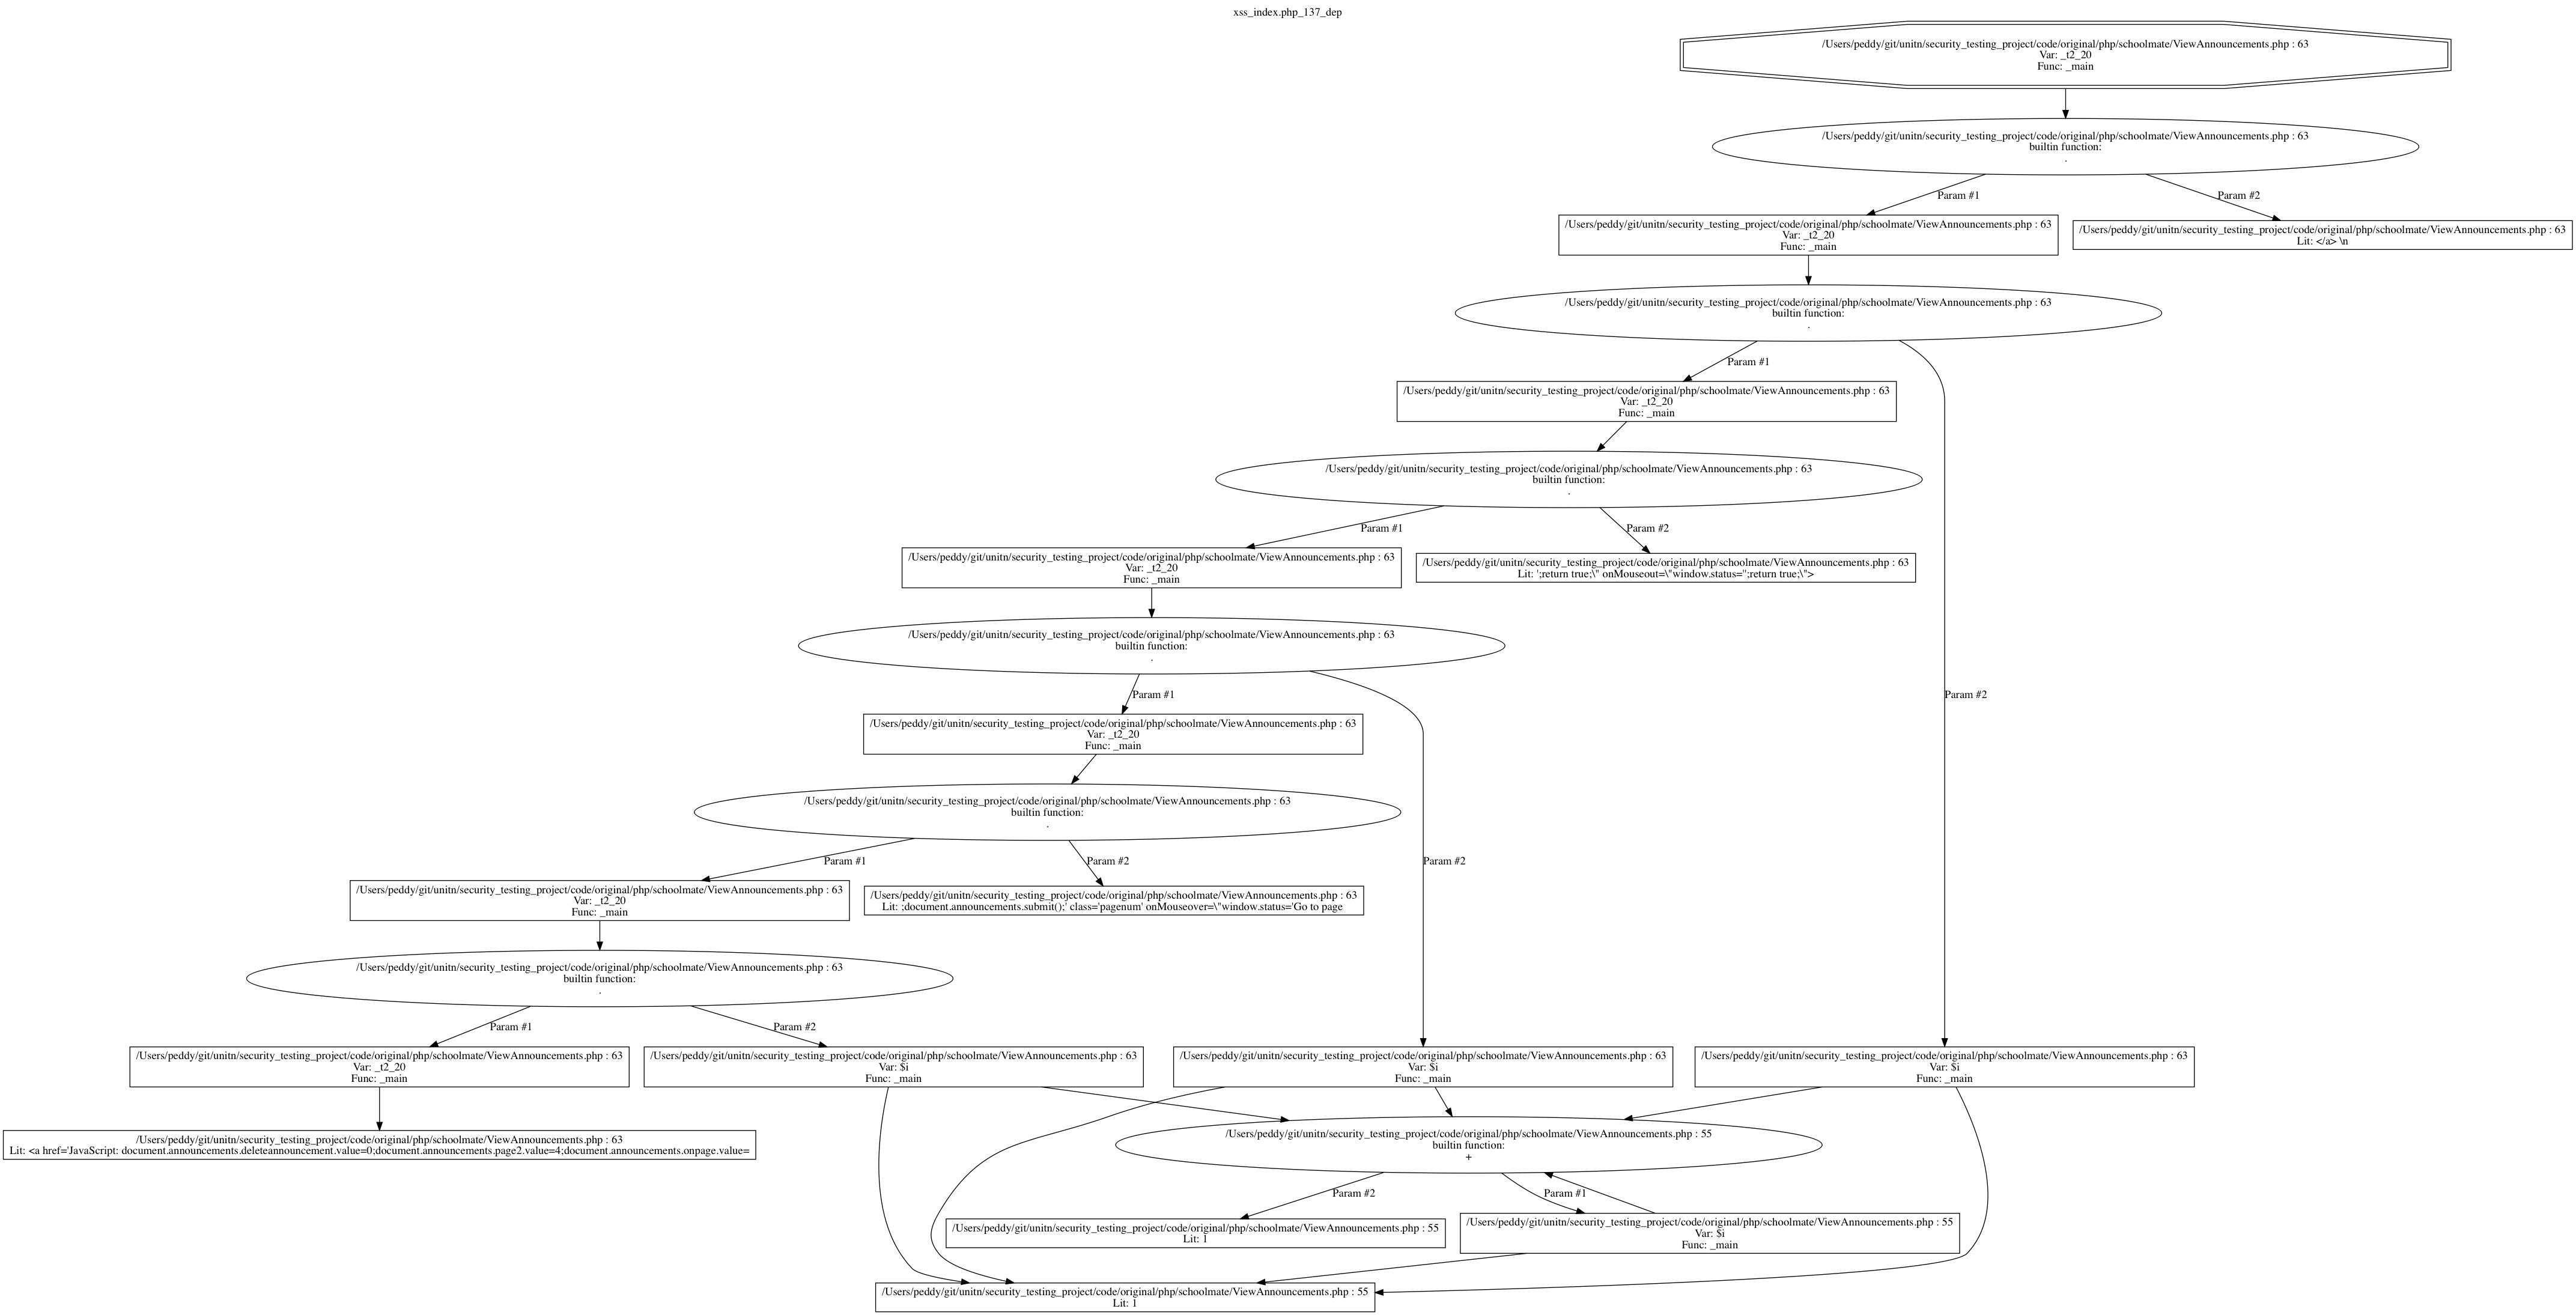 xss_index.php_137_dep
/Users/peddy/git/unitn/security_testing_project/code/original/php/schoolmate/ViewAnnouncements.php : 63
Var: _t2_20
Func: _main
/Users/peddy/git/unitn/security_testing_project/code/original/php/schoolmate/ViewAnnouncements.php : 63
builtin function:
.
Param #1
Param #2
/Users/peddy/git/unitn/security_testing_project/code/original/php/schoolmate/ViewAnnouncements.php : 63
Var: _t2_20
Func: _main
/Users/peddy/git/unitn/security_testing_project/code/original/php/schoolmate/ViewAnnouncements.php : 63
Lit: </a> \n
/Users/peddy/git/unitn/security_testing_project/code/original/php/schoolmate/ViewAnnouncements.php : 63
builtin function:
.
Param #1
/Users/peddy/git/unitn/security_testing_project/code/original/php/schoolmate/ViewAnnouncements.php : 63
Var: _t2_20
Func: _main
/Users/peddy/git/unitn/security_testing_project/code/original/php/schoolmate/ViewAnnouncements.php : 63
builtin function:
.
Param #1
Param #2
/Users/peddy/git/unitn/security_testing_project/code/original/php/schoolmate/ViewAnnouncements.php : 63
Var: _t2_20
Func: _main
/Users/peddy/git/unitn/security_testing_project/code/original/php/schoolmate/ViewAnnouncements.php : 63
Lit: ';return true;\" onMouseout=\"window.status='';return true;\">
/Users/peddy/git/unitn/security_testing_project/code/original/php/schoolmate/ViewAnnouncements.php : 63
builtin function:
.
Param #1
Param #2
/Users/peddy/git/unitn/security_testing_project/code/original/php/schoolmate/ViewAnnouncements.php : 63
Var: _t2_20
Func: _main
/Users/peddy/git/unitn/security_testing_project/code/original/php/schoolmate/ViewAnnouncements.php : 63
builtin function:
.
Param #1
Param #2
Param #2
/Users/peddy/git/unitn/security_testing_project/code/original/php/schoolmate/ViewAnnouncements.php : 63
Var: _t2_20
Func: _main
/Users/peddy/git/unitn/security_testing_project/code/original/php/schoolmate/ViewAnnouncements.php : 63
Lit: ;document.announcements.submit();' class='pagenum' onMouseover=\"window.status='Go to page
/Users/peddy/git/unitn/security_testing_project/code/original/php/schoolmate/ViewAnnouncements.php : 63
builtin function:
.
Param #1
Param #2
/Users/peddy/git/unitn/security_testing_project/code/original/php/schoolmate/ViewAnnouncements.php : 63
Var: _t2_20
Func: _main
/Users/peddy/git/unitn/security_testing_project/code/original/php/schoolmate/ViewAnnouncements.php : 63
Var: $i
Func: _main
/Users/peddy/git/unitn/security_testing_project/code/original/php/schoolmate/ViewAnnouncements.php : 63
Var: $i
Func: _main
/Users/peddy/git/unitn/security_testing_project/code/original/php/schoolmate/ViewAnnouncements.php : 63
Var: $i
Func: _main
/Users/peddy/git/unitn/security_testing_project/code/original/php/schoolmate/ViewAnnouncements.php : 63
Lit: <a href='JavaScript: document.announcements.deleteannouncement.value=0;document.announcements.page2.value=4;document.announcements.onpage.value=
/Users/peddy/git/unitn/security_testing_project/code/original/php/schoolmate/ViewAnnouncements.php : 55
builtin function:
+
Param #2
Param #1
/Users/peddy/git/unitn/security_testing_project/code/original/php/schoolmate/ViewAnnouncements.php : 55
Lit: 1
/Users/peddy/git/unitn/security_testing_project/code/original/php/schoolmate/ViewAnnouncements.php : 55
Var: $i
Func: _main
/Users/peddy/git/unitn/security_testing_project/code/original/php/schoolmate/ViewAnnouncements.php : 55
Lit: 1